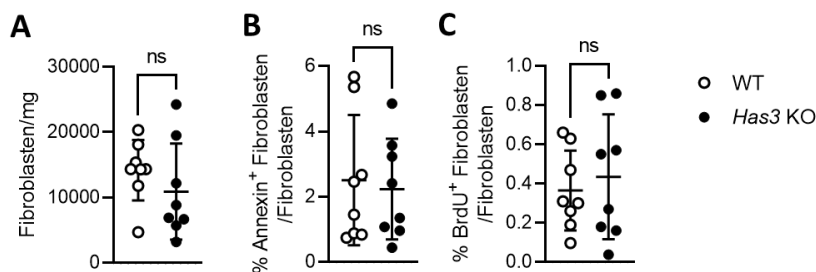 A
Fibroblasten/mg
30000
20000
10000
0
ns
B
% Annexin⁺ Fibroblasten
/Fibroblasten
6
4
2
0
ns
C
% BrdU⁺ Fibroblasten
/Fibroblasten
1.0
0.8
0.6
0.4
0.2
0.0
ns
WT
Has3 KO